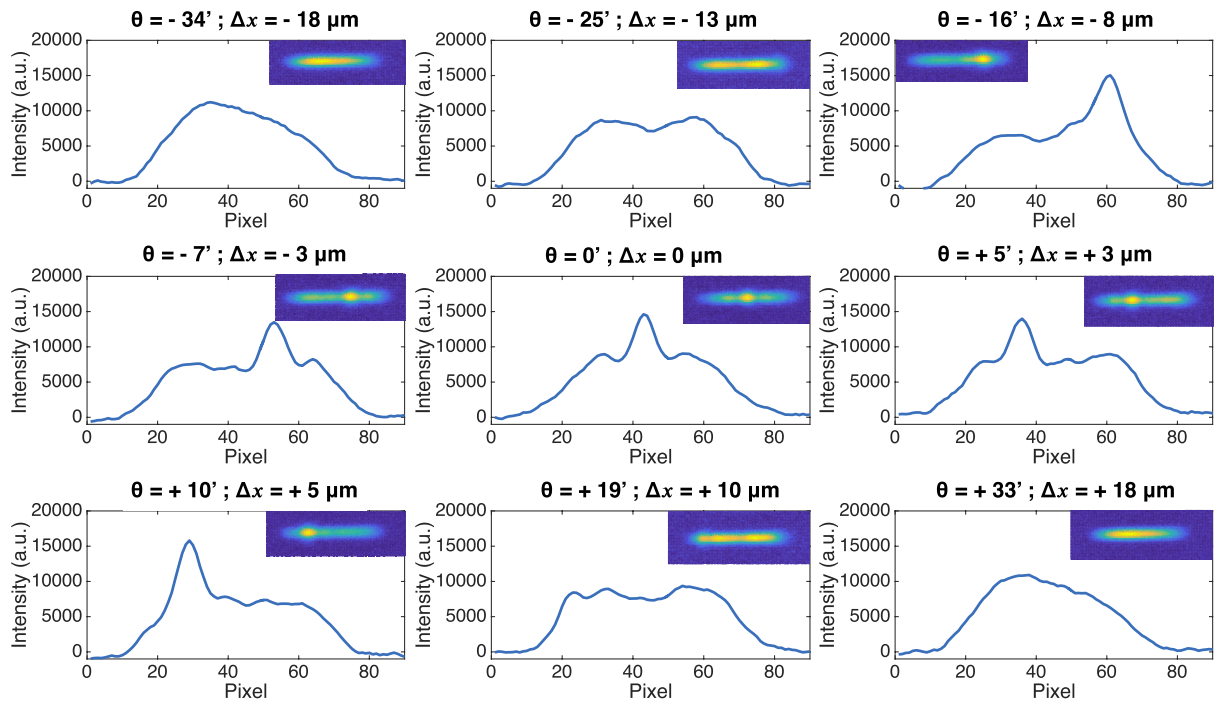 θ = - 34’ ; Δx = - 18 µm
θ = - 25’ ; Δx = - 13 µm
θ = - 16’ ; Δx = - 8 µm
Intensity (a.u.)
20000
15000
10000
5000
0
0 20 40 60 80
Pixel
Intensity (a.u.)
20000
15000
10000
5000
0
0 20 40 60 80
Pixel
Intensity (a.u.)
20000
15000
10000
5000
0
0 20 40 60 80
Pixel
θ = - 7’ ; Δx = - 3 µm
θ = 0’ ; Δx = 0 µm
θ = + 5’ ; Δx = + 3 µm
Intensity (a.u.)
20000
15000
10000
5000
0
0 20 40 60 80
Pixel
Intensity (a.u.)
20000
15000
10000
5000
0
0 20 40 60 80
Pixel
Intensity (a.u.)
20000
15000
10000
5000
0
0 20 40 60 80
Pixel
θ = + 10’ ; Δx = + 5 µm
θ = + 19’ ; Δx = + 10 µm
θ = + 33’ ; Δx = + 18 µm
Intensity (a.u.)
20000
15000
10000
5000
0
0 20 40 60 80
Pixel
Intensity (a.u.)
20000
15000
10000
5000
0
0 20 40 60 80
Pixel
Intensity (a.u.)
20000
15000
10000
5000
0
0 20 40 60 80
Pixel